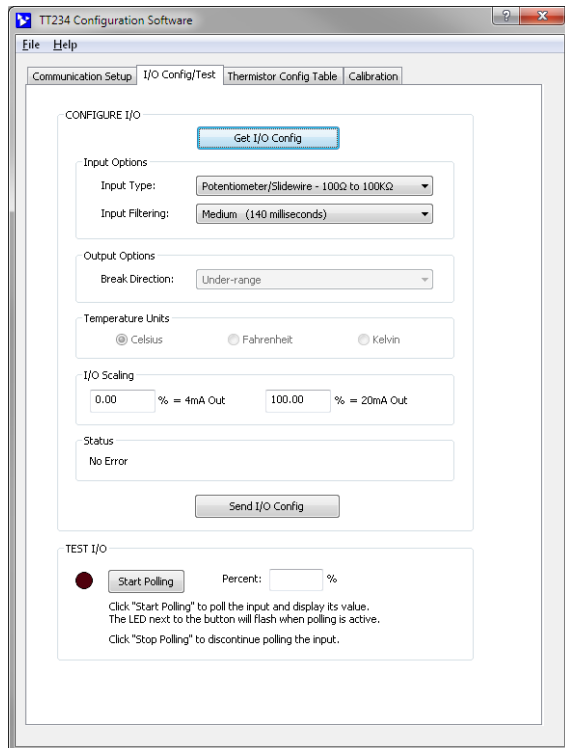 TT234 Configuration Software
File Help
Communication Setup I/O Config/Test Thermistor Config Table Calibration
CONFIGURE I/O
Get I/O Config
Input Options
Input Type: Potentiometer/Slidewire - 100Ω to 100KΩ
Input Filtering: Medium (140 milliseconds)
Output Options
Break Direction: Under-range
Temperature Units
Celsius Fahrenheit Kelvin
I/O Scaling
0.00 % = 4mA Out 100.00 % = 20mA Out
Status
No Error
Send I/O Config
TEST I/O
Start Polling Percent: %
Click "Start Polling" to poll the input and display its value.
The LED next to the button will flash when polling is active.
Click "Stop Polling" to discontinue polling the input.